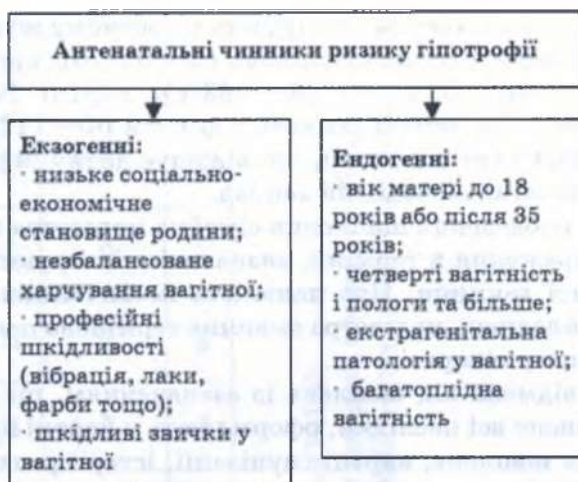 Антенатальні чинники ризику гіпотрофії
Екзогенні:
· низьке соціально-
економічне
становище родини;
· незбалансоване
харчування вагітної;
· професійні
шкідливості
(вібрація, лаки,
фарби тощо);
· шкідливі звички у
вагітної
Ендогенні:
· вік матері до 18
років або після 35
років;
· четверті вагітність
і пологи та більше;
· екстрагенітальна
патологія у вагітної;
· багатоплідна
вагітність